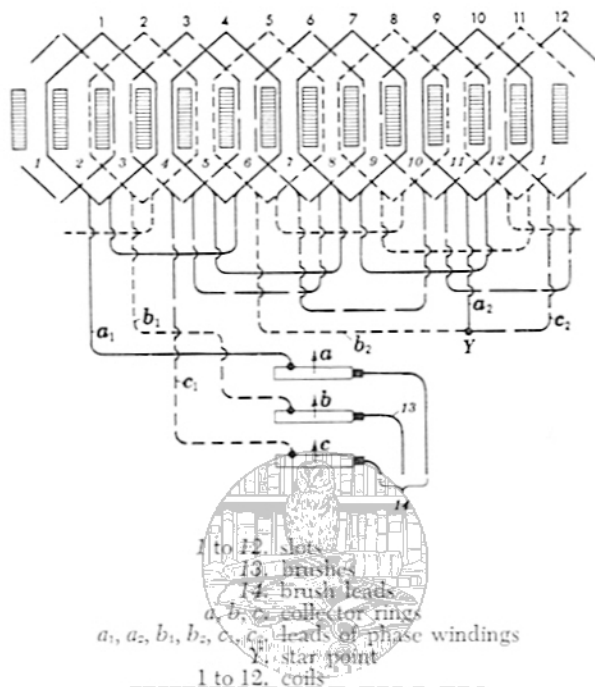 1 2 3 4 5 6 7 8 9 10 11 12
1 2 3 4 5 6 7 8 9 10 11 12 1
a₁ b₁ c₁ b₂ a₂ Y c₂
a
b 13
c
14
1 to 12. slots
13. brushes
14. brush leads
a, b, c. collector rings
a₁, a₂, b₁, b₂, c₁, c₂. leads of phase windings
Y. star point
1 to 12. coils